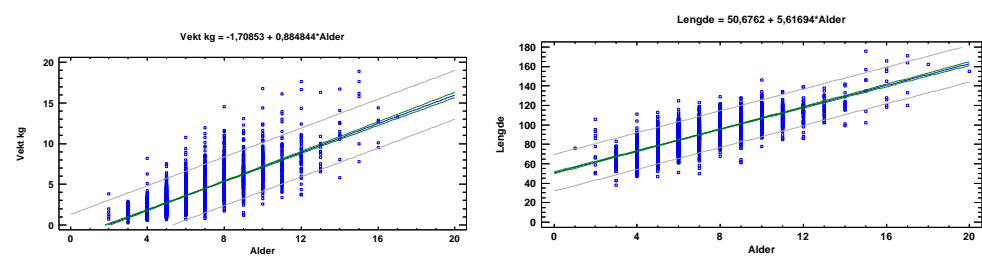 Vekt kg = -1,70853 + 0,884844*Alder
Vekt kg
20
15
10
5
0
0 4 8 12 16 20
Alder
Lengde = 50,6762 + 5,61694*Alder
Lengde
180
160
140
120
100
80
60
40
20
0
0 4 8 12 16 20
Alder